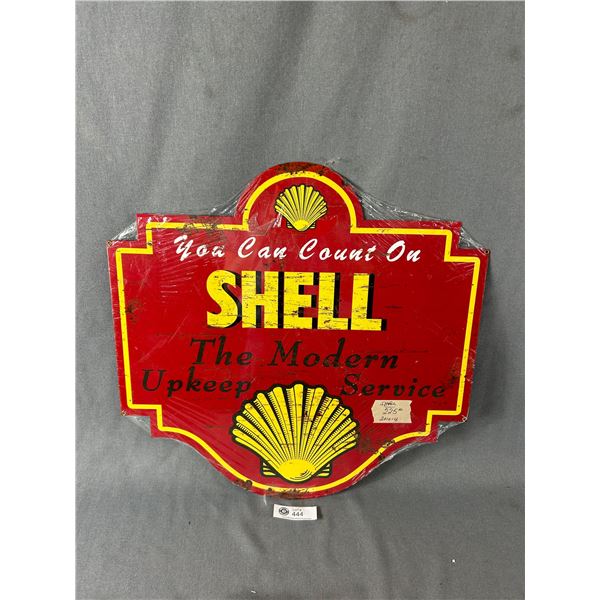 You Can Count On
SHELL
The Modern
Upkeep Service
444